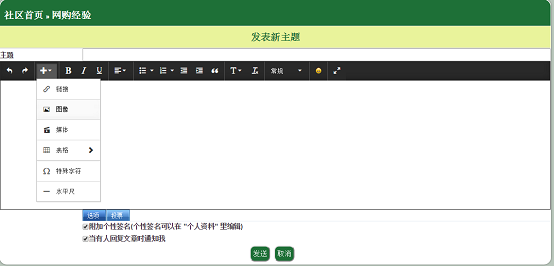 社区首页 . 网购经验
发表新主题
主题
B I U T 常规
链接
图像
媒体
表格
特殊字符
水平尺
选项 投票
附加个性签名(个性签名可以在 "个人资料" 里编辑)
当有人回复文章时通知我
发送 取消